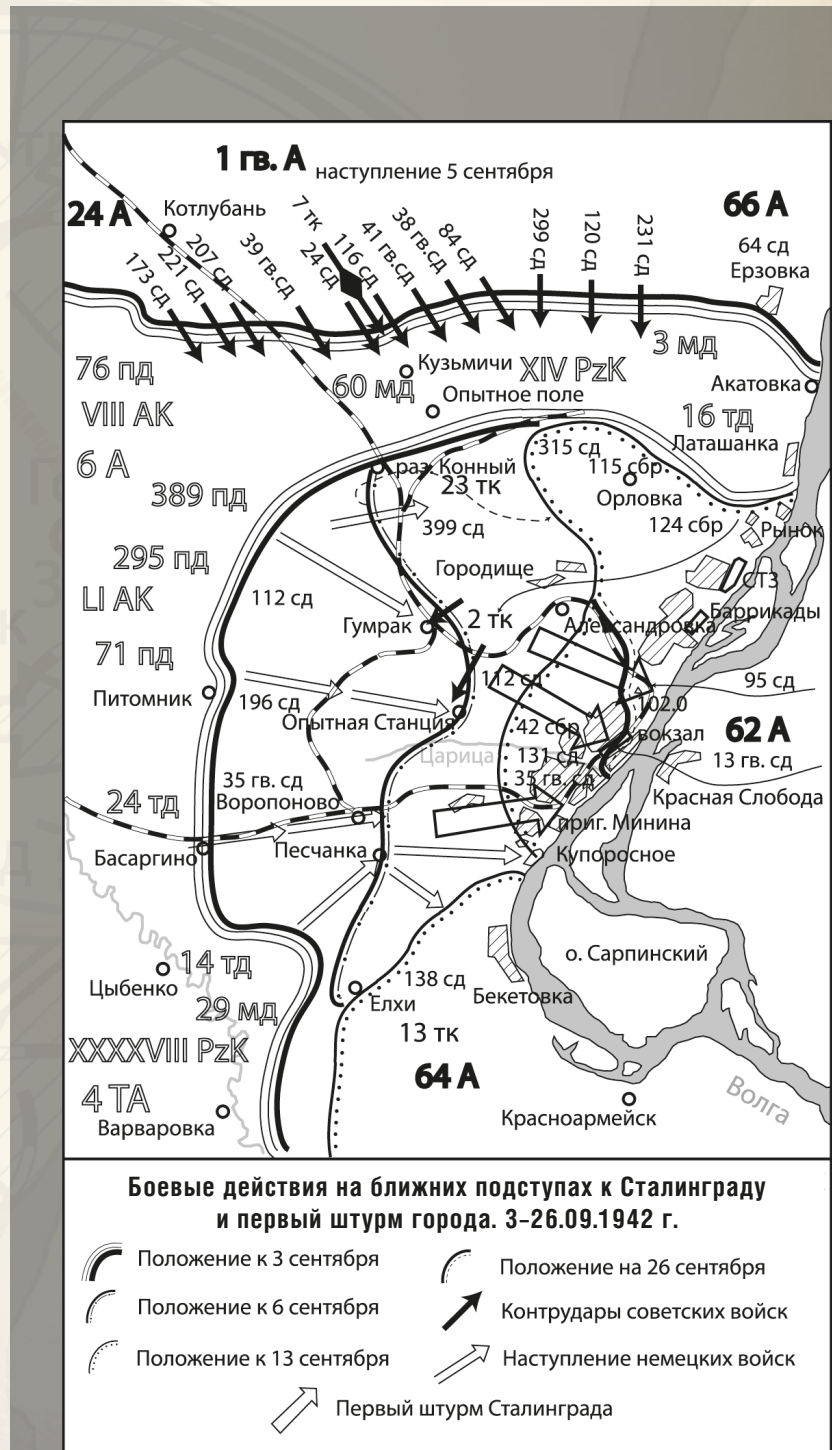 1 гв. А наступление 5 сентября
24 А
Котлубань
66 А
64 сд
Ерзовка
173 сд
221 сд
207 сд
39 гв.сд
7 тк
24 сд
116 сд
41 гв.сд
38 гв.сд
84 сд
299 сд
120 сд
231 сд
76 пд
VIII AK
6 А
60 мд
Кузьмичи
Опытное поле
XIV PzK
3 мд
Акатовка
16 тд
Латашанка
389 пд
раз. Конный
23 тк
315 сд
115 сбр
Орловка
399 сд
124 сбр
Рынок
295 пд
LI AK
112 сд
Городище
СТЗ
Баррикады
71 пд
Гумрак
2 тк
Александровка
Питомник
196 сд
Опытная Станция
112 сд
95 сд
102.0
42 сбр
вокзал
62 А
Царица
131 сд
13 гв. сд
35 гв. сд
Красная Слобода
24 тд
35 гв. сд
Воропоново
приг. Минина
Басаргино
Песчанка
Купоросное
14 тд
Цыбенко
29 мд
138 сд
Елхи
Бекетовка
о. Сарпинский
XXXXVIII PzK
13 тк
4 ТА
64 А
Варваровка
Красноармейск
Волга
Боевые действия на ближних подступах к Сталинграду
и первый штурм города. 3–26.09.1942 г.
Положение к 3 сентября
Положение на 26 сентября
Положение к 6 сентября
Контрудары советских войск
Положение к 13 сентября
Наступление немецких войск
Первый штурм Сталинграда